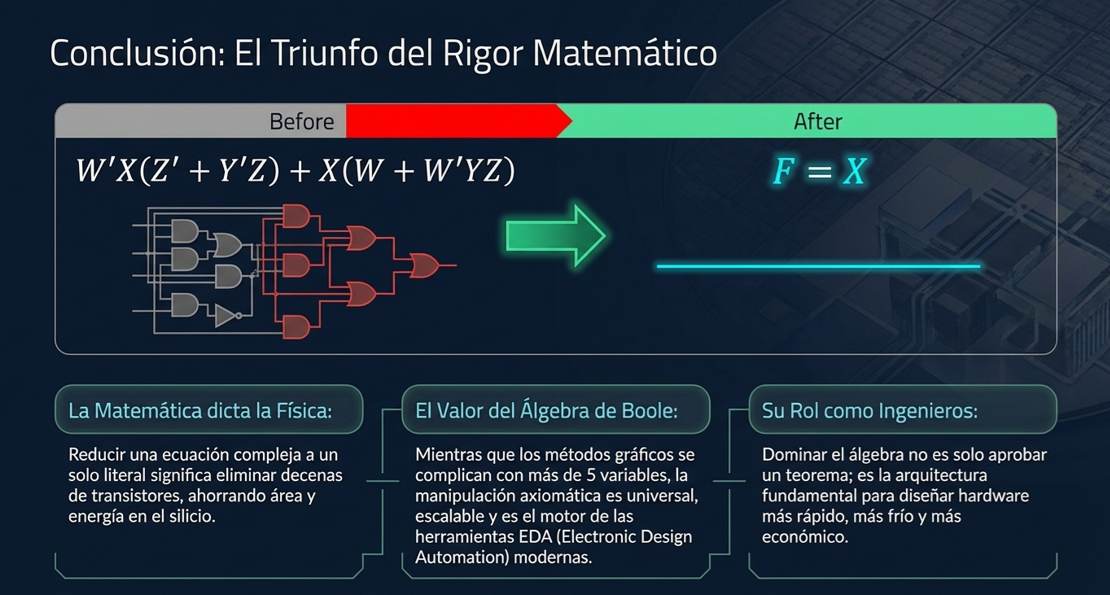 Conclusión: El Triunfo del Rigor Matemático
Before
After
W′X(Z′ + Y′Z) + X(W + W′YZ)
F = X
La Matemática dicta la Física:
Reducir una ecuación compleja a un
solo literal significa eliminar decenas
de transistores, ahorrando área y
energía en el silicio.
El Valor del Álgebra de Boole:
Mientras que los métodos gráficos se
complican con más de 5 variables, la
manipulación axiomática es universal,
escalable y es el motor de las
herramientas EDA (Electronic Design
Automation) modernas.
Su Rol como Ingenieros:
Dominar el álgebra no es solo aprobar
un teorema; es la arquitectura
fundamental para diseñar hardware
más rápido, más frío y más
económico.